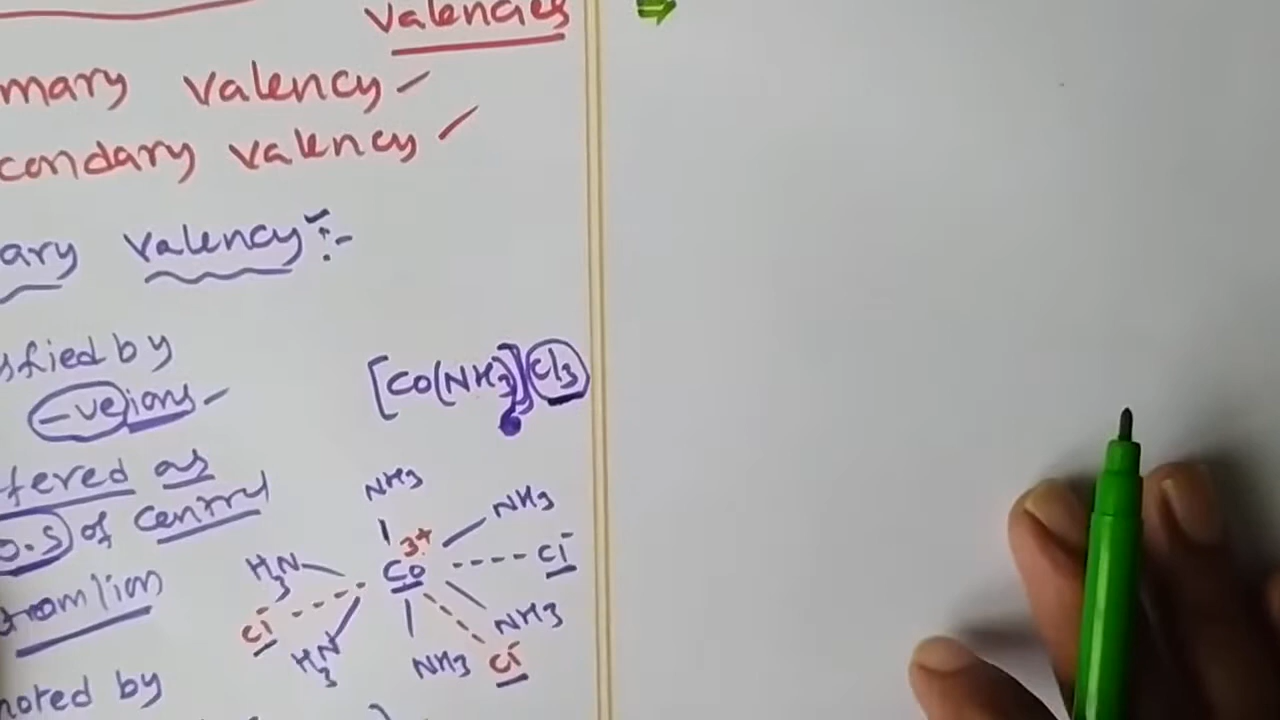 valencies
mary valency
condary valency
ary valency :-
sfied by
-ve ions
[Co(NH3)]Cl3
fered as
o.s of central
atom/ion
NH3
NH3
H3N
3+
Co
Cl-
Cl-
H3N
NH3
NH3
Cl-
noted by